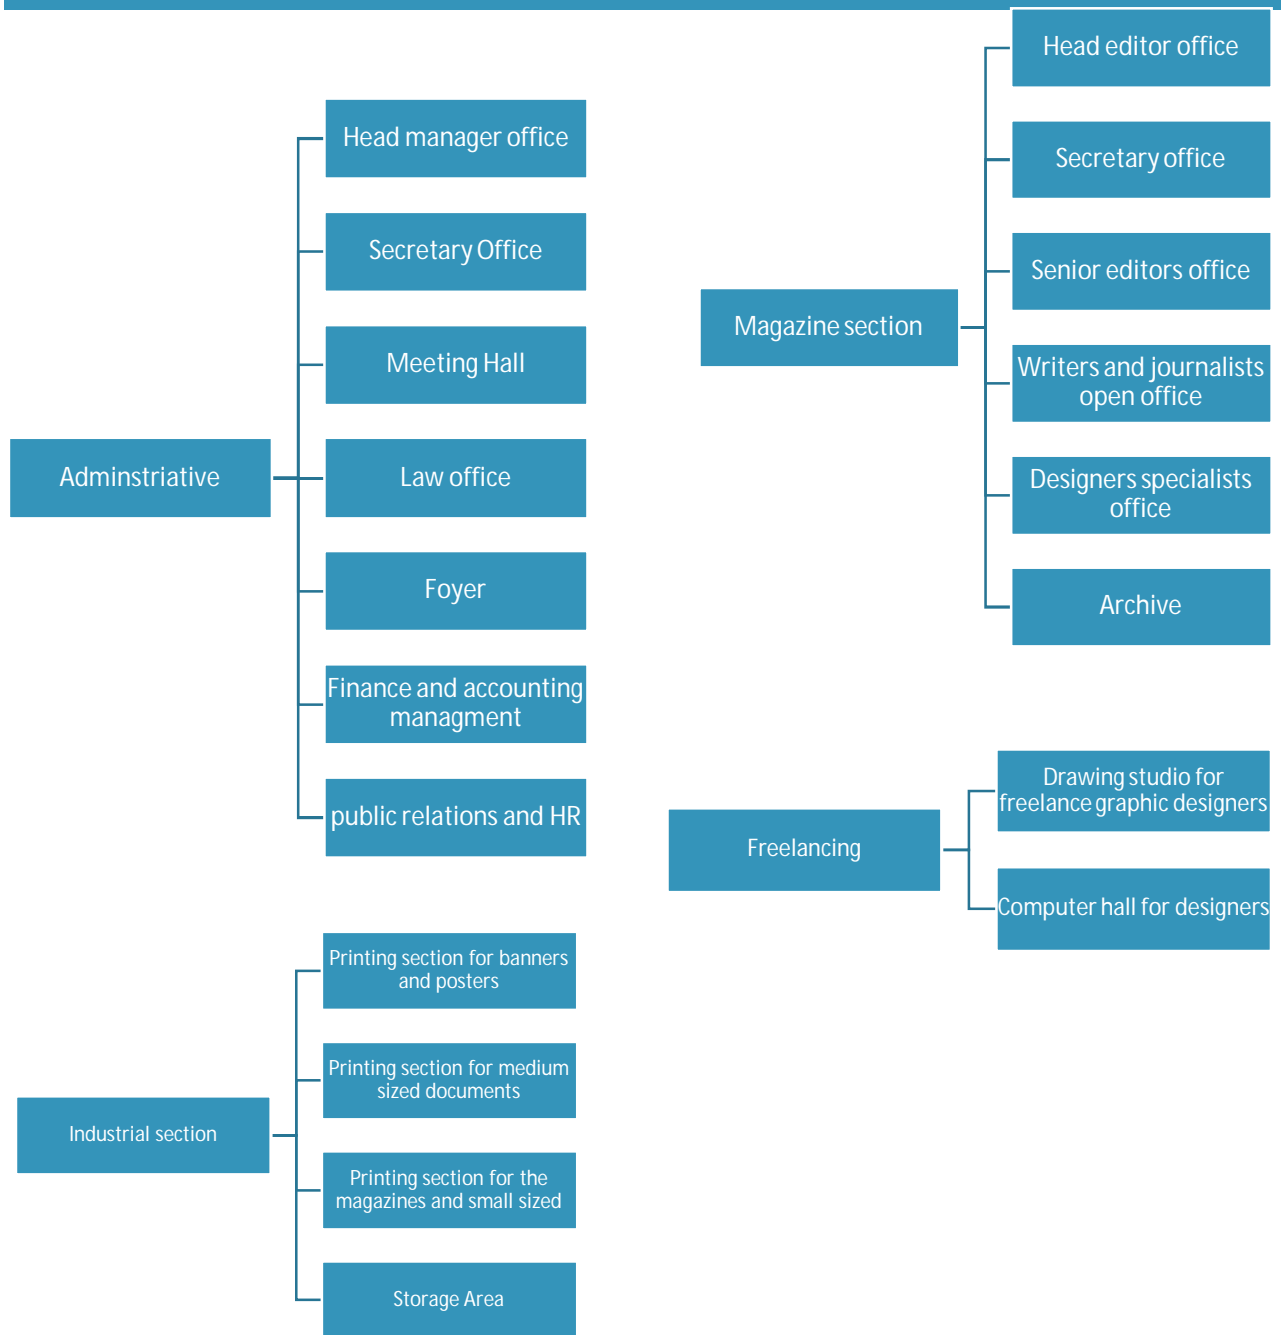 Adminstriative
Head manager office
Secretary Office
Meeting Hall
Law office
Foyer
Finance and accounting
managment
public relations and HR
Magazine section
Head editor office
Secretary office
Senior editors office
Writers and journalists
open office
Designers specialists
office
Archive
Freelancing
Drawing studio for
freelance graphic designers
Computer hall for designers
Industrial section
Printing section for banners
and posters
Printing section for medium
sized documents
Printing section for the
magazines and small sized
Storage Area